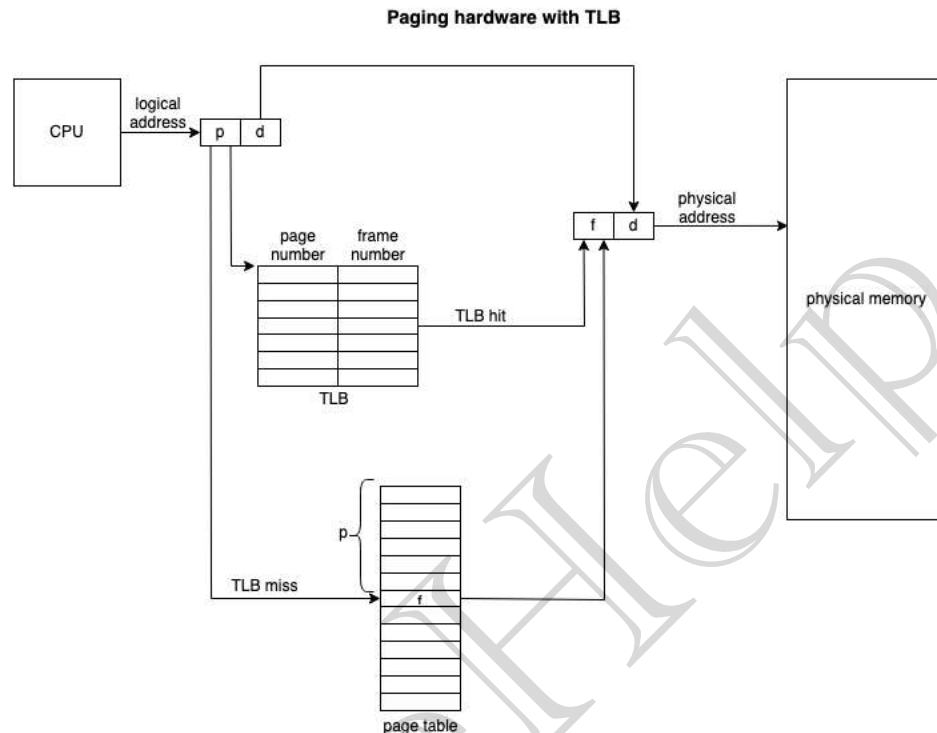 Paging hardware with TLB
CPU
logical
address
p d
f d
physical
address
physical memory
page
number
frame
number
TLB hit
TLB
p
TLB miss
f
page table
Help